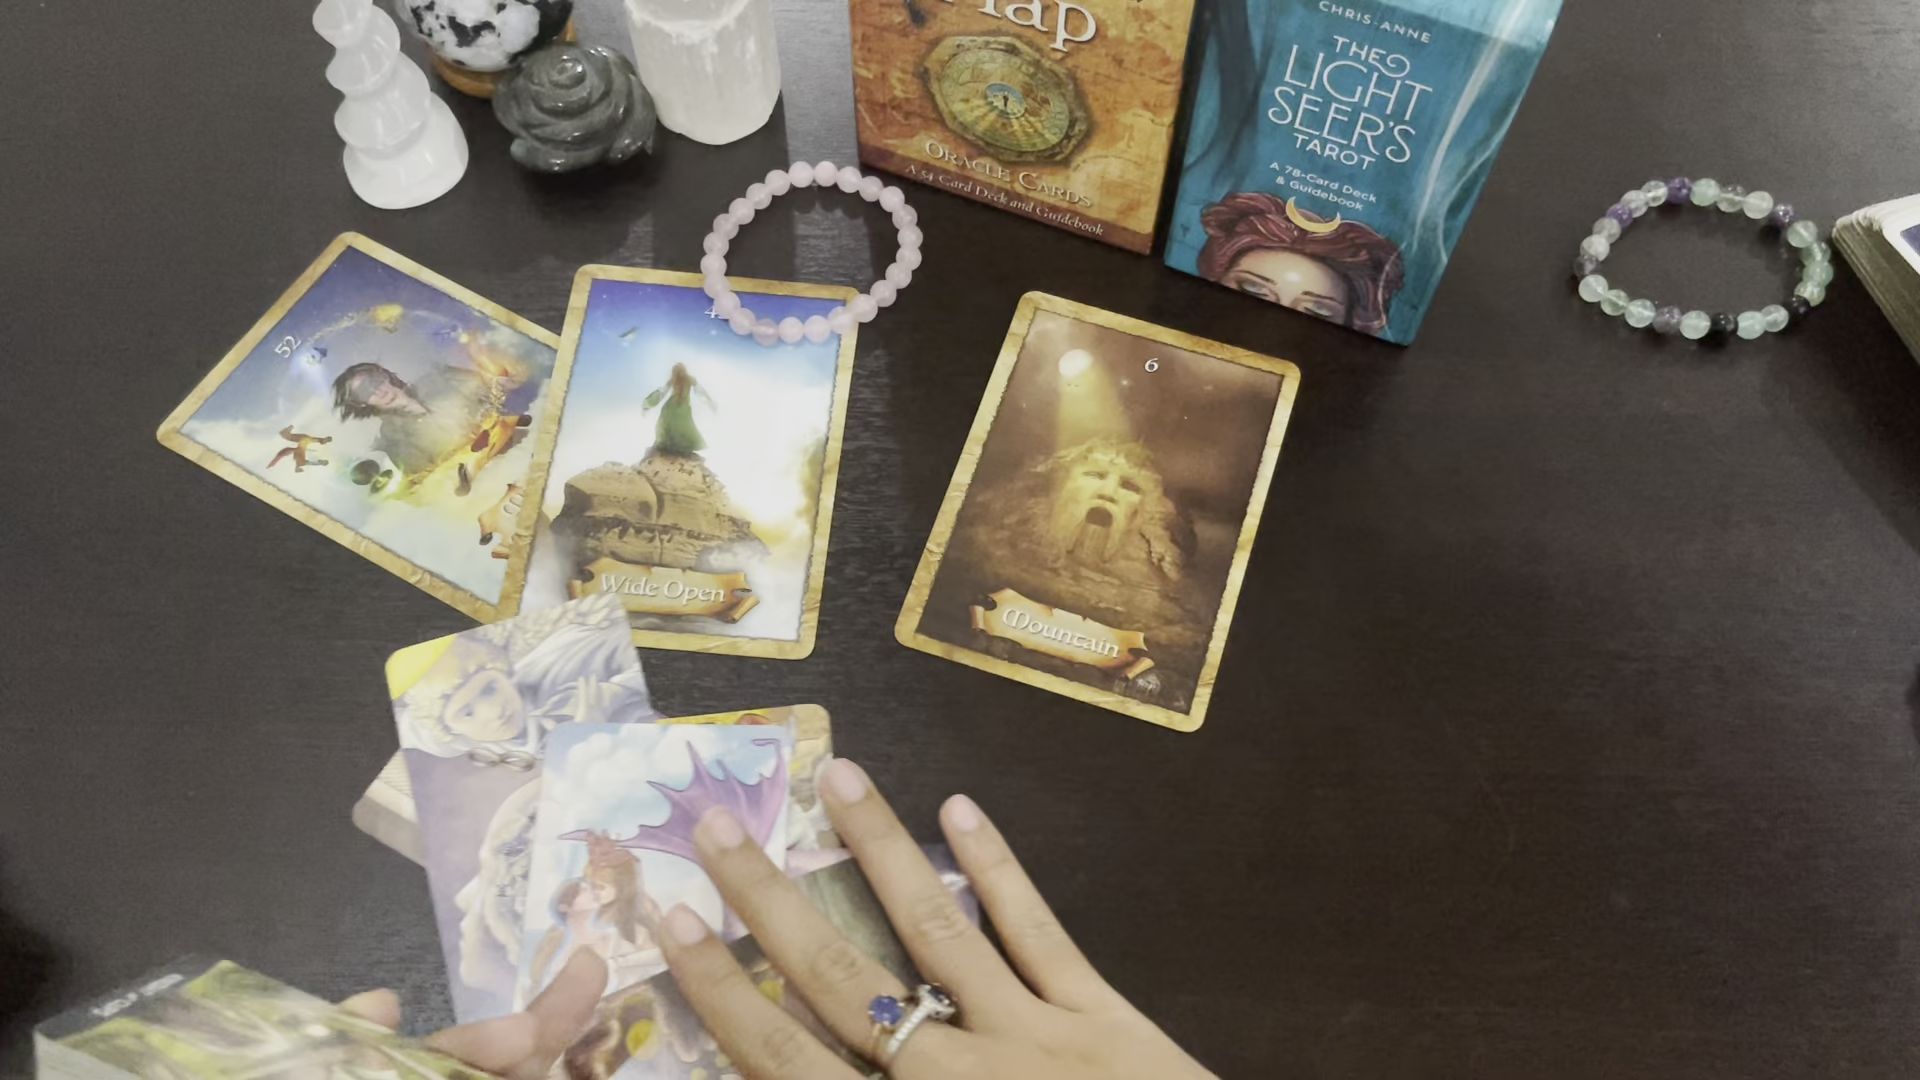 Map
ORACLE CARDS
A 54-Card Deck and Guidebook
CHRIS-ANNE
THE
LIGHT
SEER'S
TAROT
A 78-Card Deck
& Guidebook
52
4
Wide Open
6
Mountain